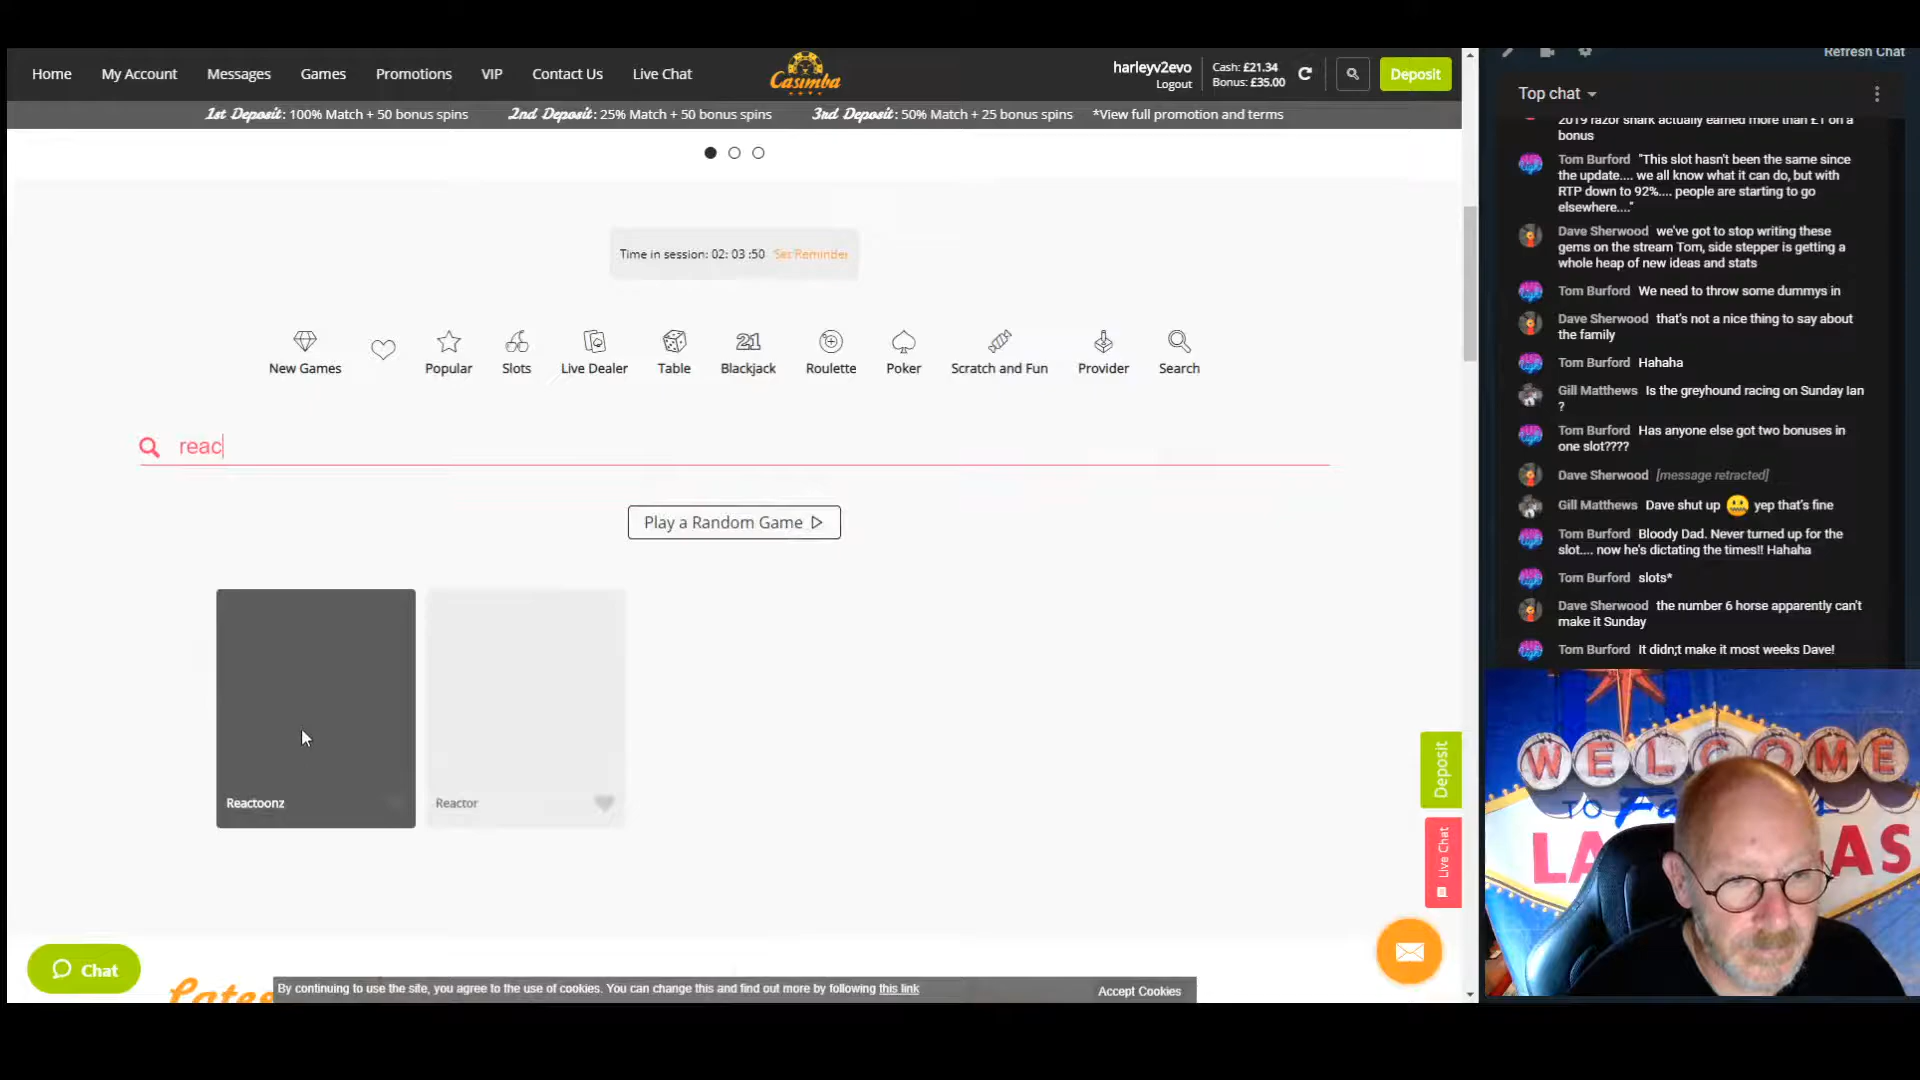 Home My Account Messages Games Promotions VIP Contact Us Live Chat
Casimba
harleyv2evo
Logout
Cash: £21.34
Bonus: £35.00
Deposit
1st Deposit: 100% Match + 50 bonus spins 2nd Deposit: 25% Match + 50 bonus spins 3rd Deposit: 50% Match + 25 bonus spins *View full promotion and terms
Time in session: 02: 03 :50 Set Reminder
New Games Popular Slots Live Dealer Table 21 Blackjack Roulette Poker Scratch and Fun Provider Search
reac
Play a Random Game
Reactoonz
Reactor
Deposit
Live Chat
Chat
Lates
By continuing to use the site, you agree to the use of cookies. You can change this and find out more by following this link
Accept Cookies
Refresh Chat
Top chat
2019 razor shark actually earned more than £1 on a
bonus
Tom Burford "This slot hasn't been the same since
the update.... we all know what it can do, but with
RTP down to 92%.... people are starting to go
elsewhere...."
Dave Sherwood we've got to stop writing these
gems on the stream Tom, side stepper is getting a
whole heap of new ideas and stats
Tom Burford We need to throw some dummys in
Dave Sherwood that's not a nice thing to say about
the family
Tom Burford Hahaha
Gill Matthews Is the greyhound racing on Sunday Ian
?
Tom Burford Has anyone else got two bonuses in
one slot????
Dave Sherwood [message retracted]
Gill Matthews Dave shut up 🤐 yep that's fine
Tom Burford Bloody Dad. Never turned up for the
slot.... now he's dictating the times!! Hahaha
Tom Burford slots*
Dave Sherwood the number 6 horse apparently can't
make it Sunday
Tom Burford It didn;t make it most weeks Dave!
WELCOME
TO Fa
LA AS